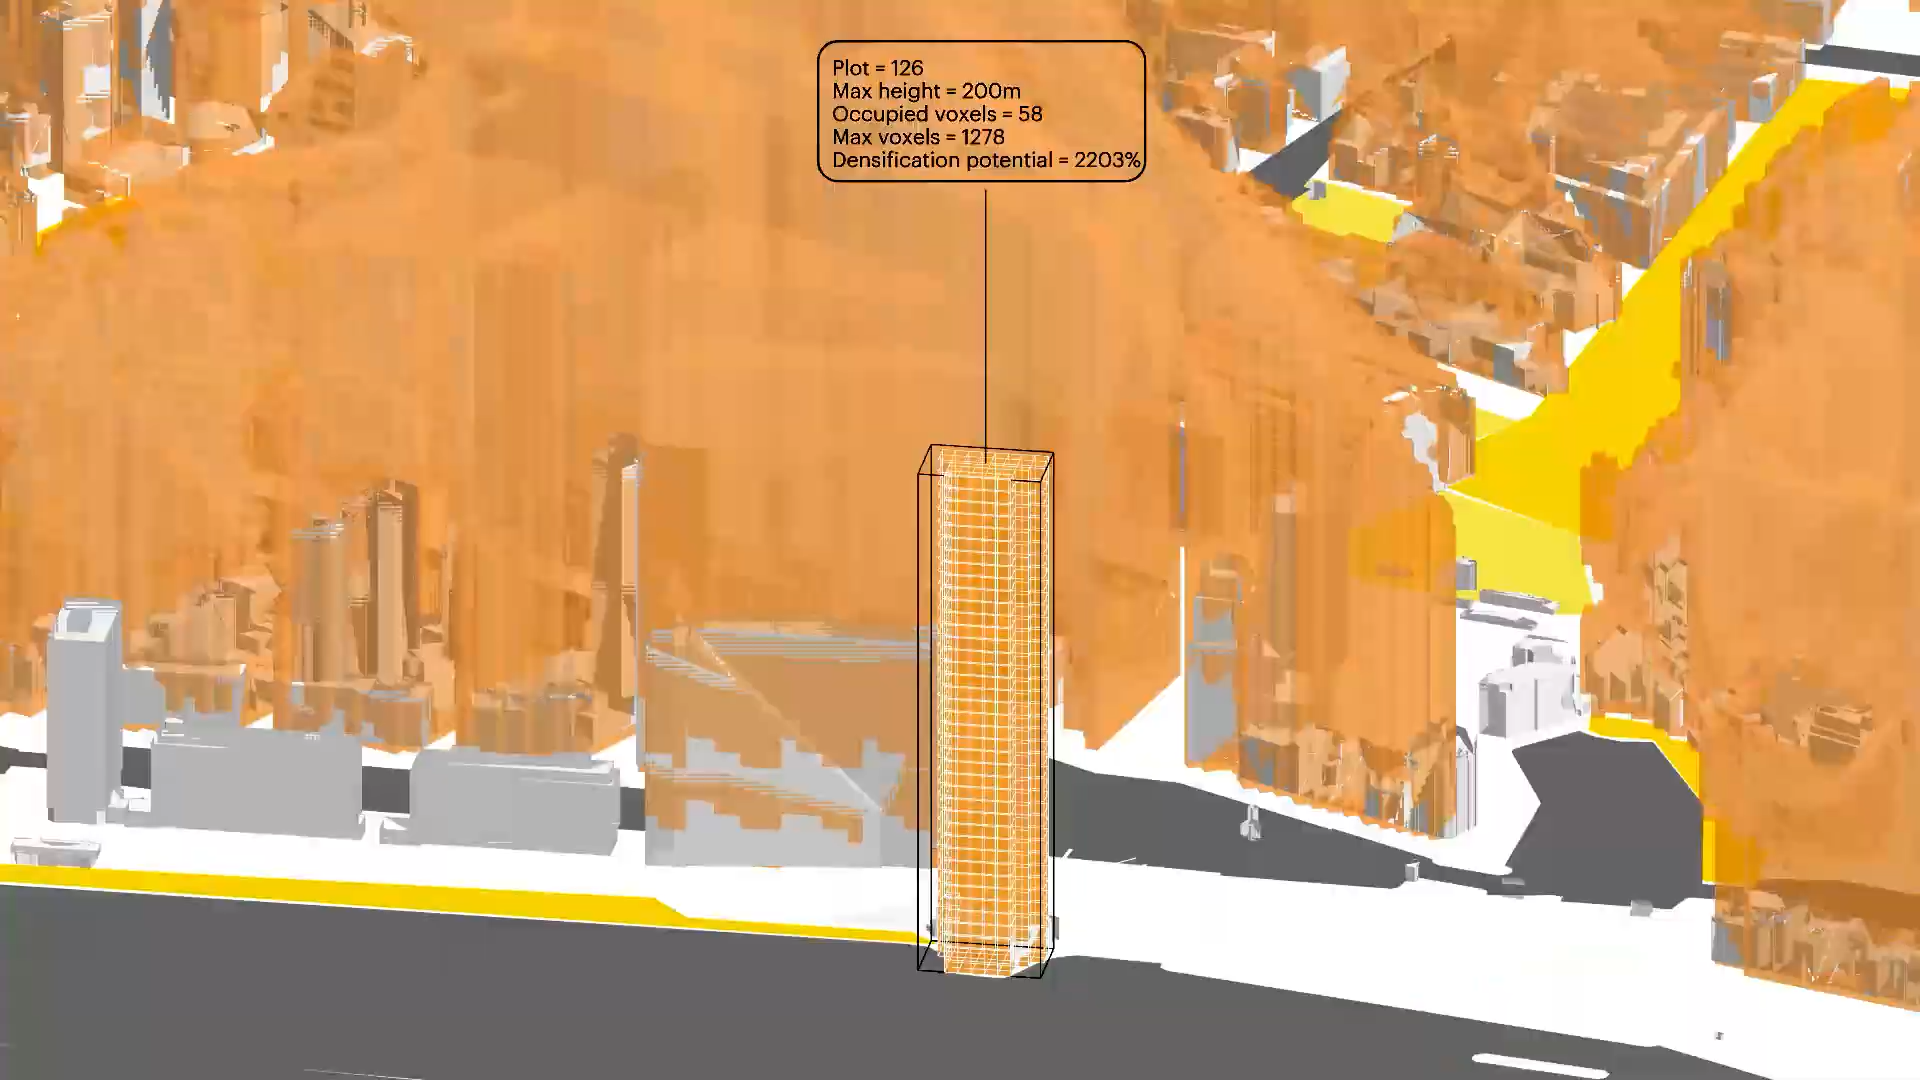 Plot = 126
Max height = 200m
Occupied voxels = 58
Max voxels = 1278
Densification potential = 2203%